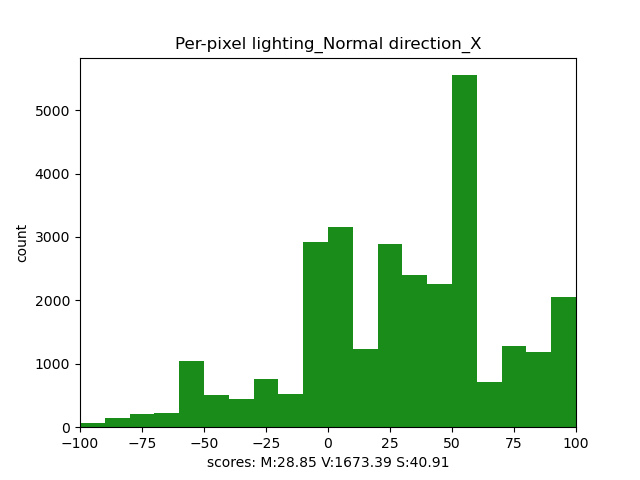 Per-pixel lighting_Normal direction_X
count
5000
4000
3000
2000
1000
0
−100 −75 −50 −25 0 25 50 75 100
scores: M:28.85 V:1673.39 S:40.91